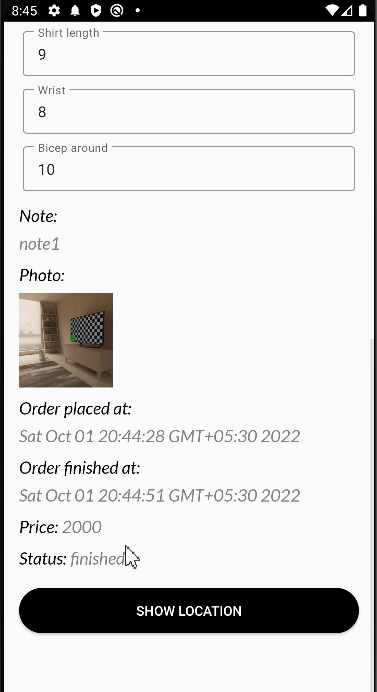 8:45
Shirt length
9
Wrist
8
Bicep around
10
Note:
note1
Photo:
Order placed at:
Sat Oct 01 20:44:28 GMT+05:30 2022
Order finished at:
Sat Oct 01 20:44:51 GMT+05:30 2022
Price: 2000
Status: finished
SHOW LOCATION